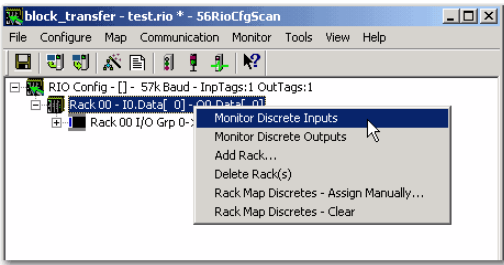 block_transfer - test.rio * - 56RioCfgScan
File Configure Map Communication Monitor Tools View Help
RIO Config - [] - 57k Baud - InpTags:1 OutTags:1
Rack 00 - I0.Data[ 0] - O0.Data[ 0]
Rack 00 I/O Grp 0->
Monitor Discrete Inputs
Monitor Discrete Outputs
Add Rack...
Delete Rack(s)
Rack Map Discretes - Assign Manually...
Rack Map Discretes - Clear